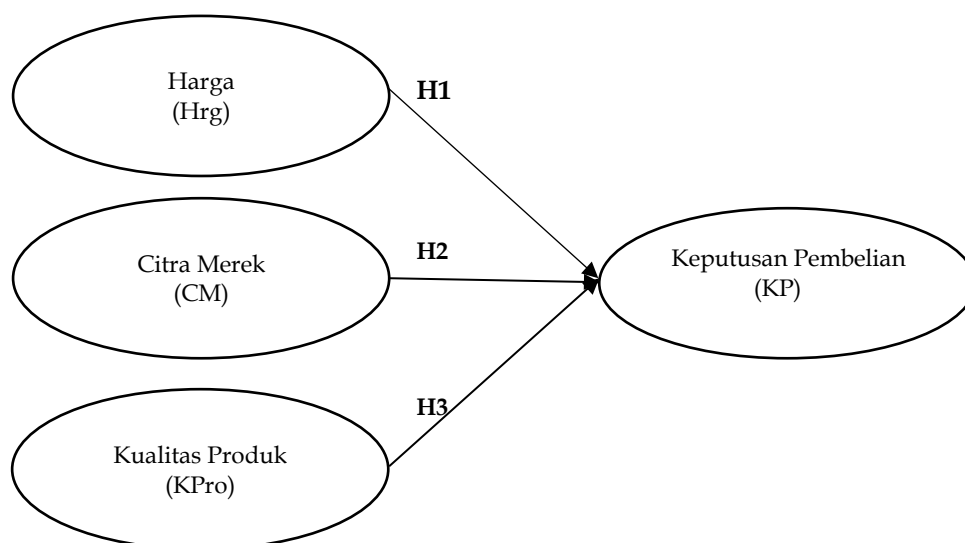 Harga
(Hrg)
H1
Citra Merek
(CM)
H2
Keputusan Pembelian
(KP)
Kualitas Produk
(KPro)
H3